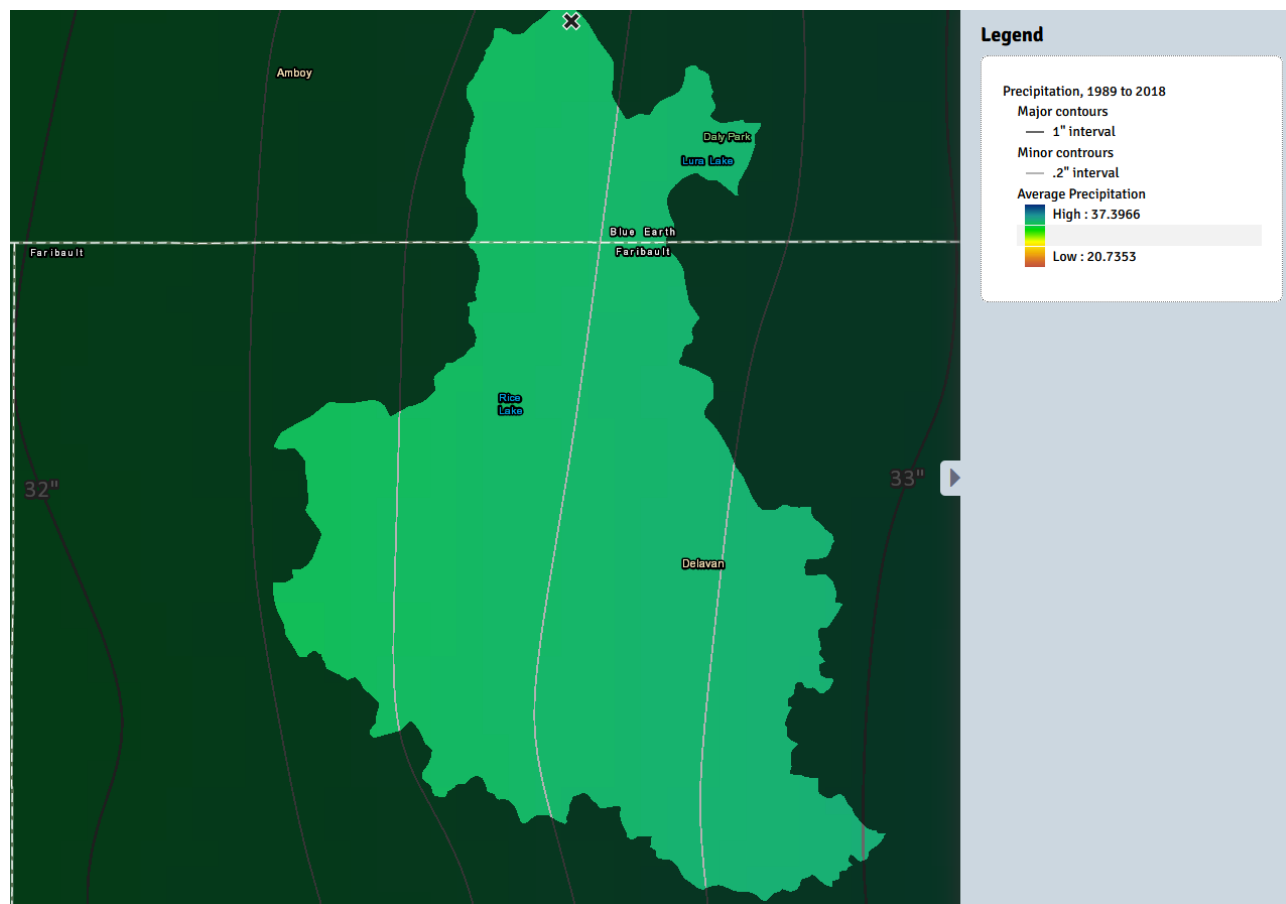 Amboy
Daly Park
Lura Lake
Blue Earth
Faribault
Faribault
Rice
Lake
32"
33"
Delavan
Legend
Precipitation, 1989 to 2018
Major contours
1" interval
Minor contrours
.2" interval
Average Precipitation
High : 37.3966
Low : 20.7353